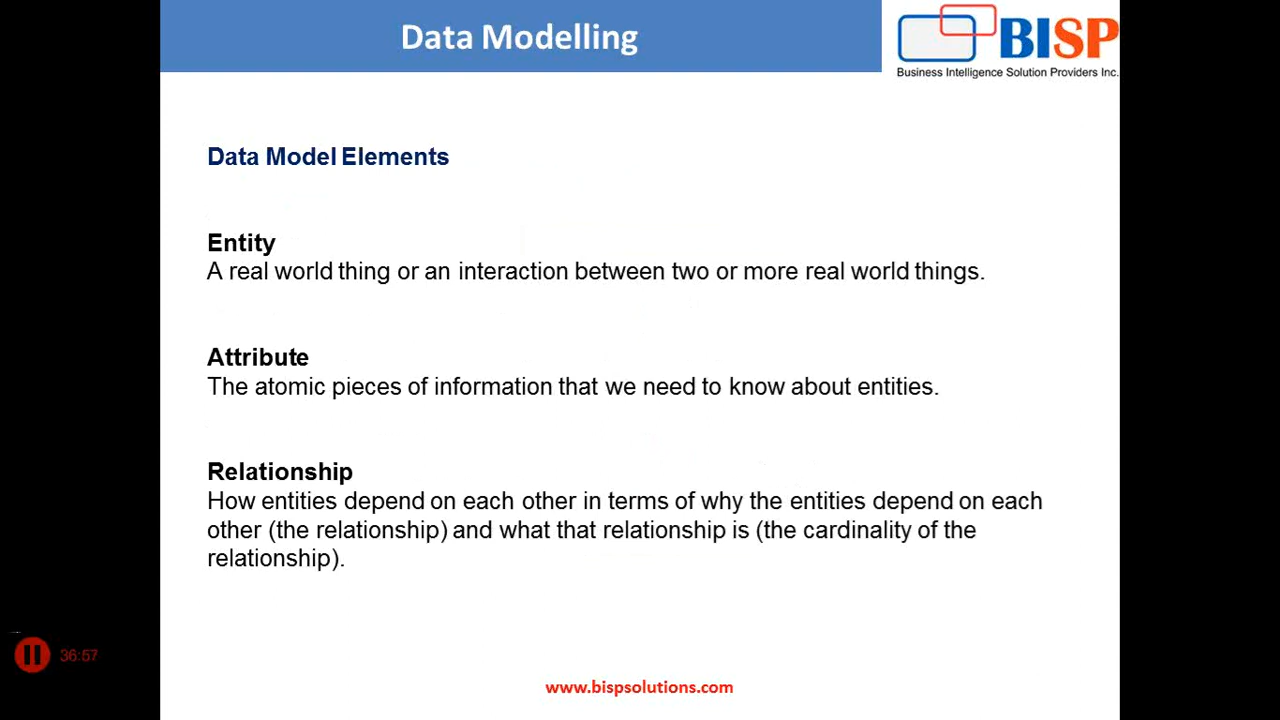 Data Modelling
BISP
Business Intelligence Solution Providers Inc.
Data Model Elements
Entity
A real world thing or an interaction between two or more real world things.
Attribute
The atomic pieces of information that we need to know about entities.
Relationship
How entities depend on each other in terms of why the entities depend on each
other (the relationship) and what that relationship is (the cardinality of the
relationship).
36:57
www.bispsolutions.com